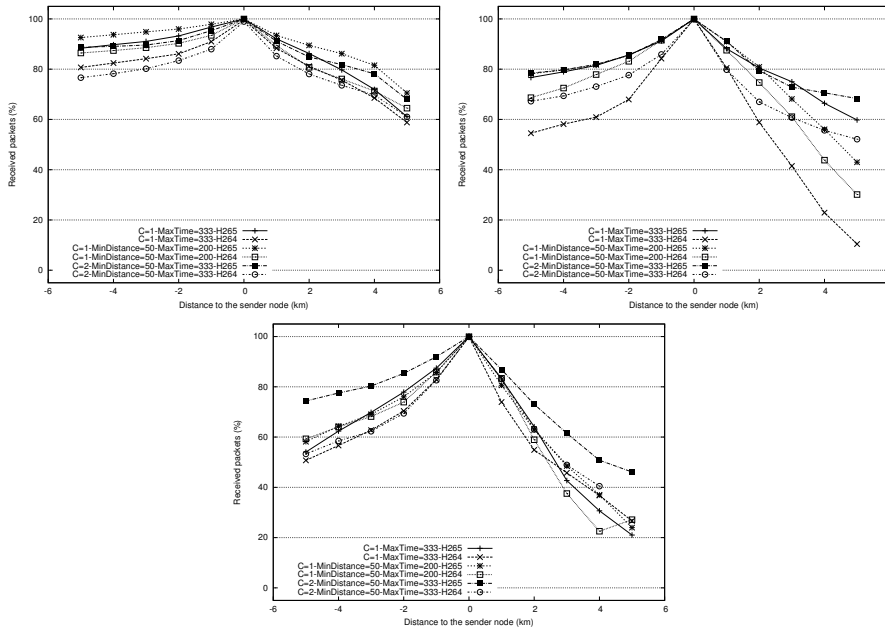 100
80
60
40
20
0
Received packets (%)
C=1-MaxTime=333-H265
C=1-MaxTime=333-H264
C=1-MinDistance=50-MaxTime=200-H265
C=1-MinDistance=50-MaxTime=200-H264
C=2-MinDistance=50-MaxTime=333-H265
C=2-MinDistance=50-MaxTime=333-H264
-6 -4 -2 0 2 4 6
Distance to the sender node (km)
100
80
60
40
20
0
Received packets (%)
C=1-MaxTime=333-H265
C=1-MaxTime=333-H264
C=1-MinDistance=50-MaxTime=200-H265
C=1-MinDistance=50-MaxTime=200-H264
C=2-MinDistance=50-MaxTime=333-H265
C=2-MinDistance=50-MaxTime=333-H264
-6 -4 -2 0 2 4 6
Distance to the sender node (km)
100
80
60
40
20
0
Received packets (%)
C=1-MaxTime=333-H265
C=1-MaxTime=333-H264
C=1-MinDistance=50-MaxTime=200-H265
C=1-MinDistance=50-MaxTime=200-H264
C=2-MinDistance=50-MaxTime=333-H265
C=2-MinDistance=50-MaxTime=333-H264
-6 -4 -2 0 2 4 6
Distance to the sender node (km)